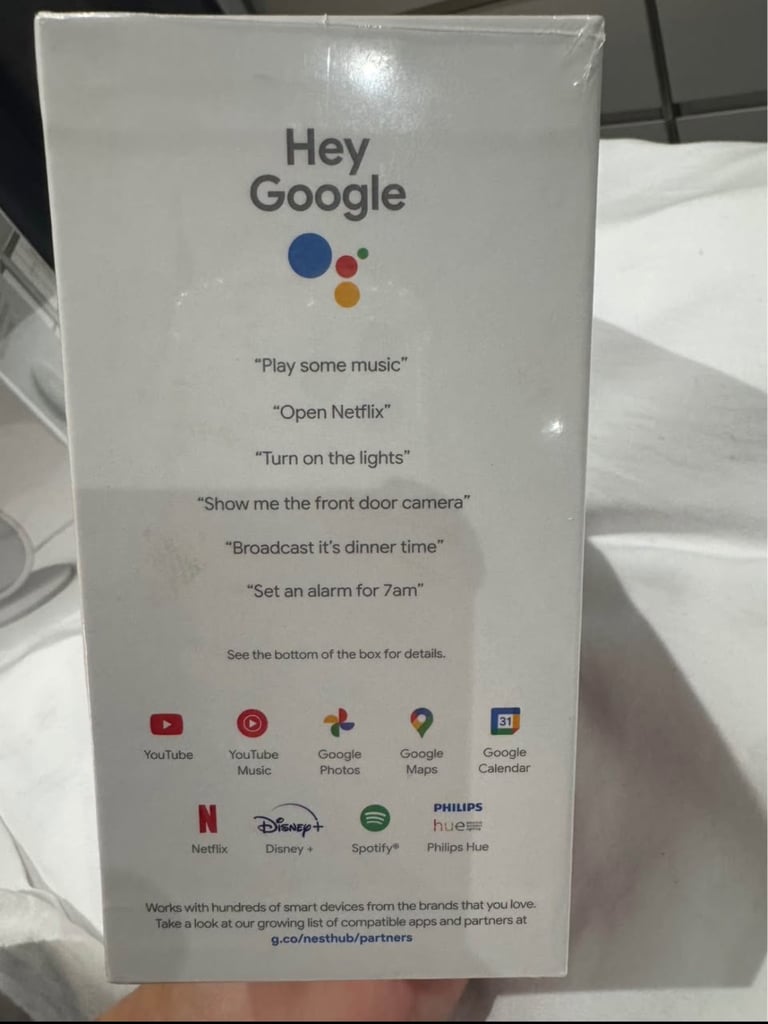 Hey
Google
“Play some music”
“Open Netflix”
“Turn on the lights”
“Show me the front door camera”
“Broadcast it’s dinner time”
“Set an alarm for 7am”
See the bottom of the box for details.
YouTube
YouTube Music
Google Photos
Google Maps
31
Google Calendar
N
Netflix
Disney+
Disney +
Spotify®
PHILIPS
hue
Philips Hue
Works with hundreds of smart devices from the brands that you love.
Take a look at our growing list of compatible apps and partners at
g.co/nesthub/partners